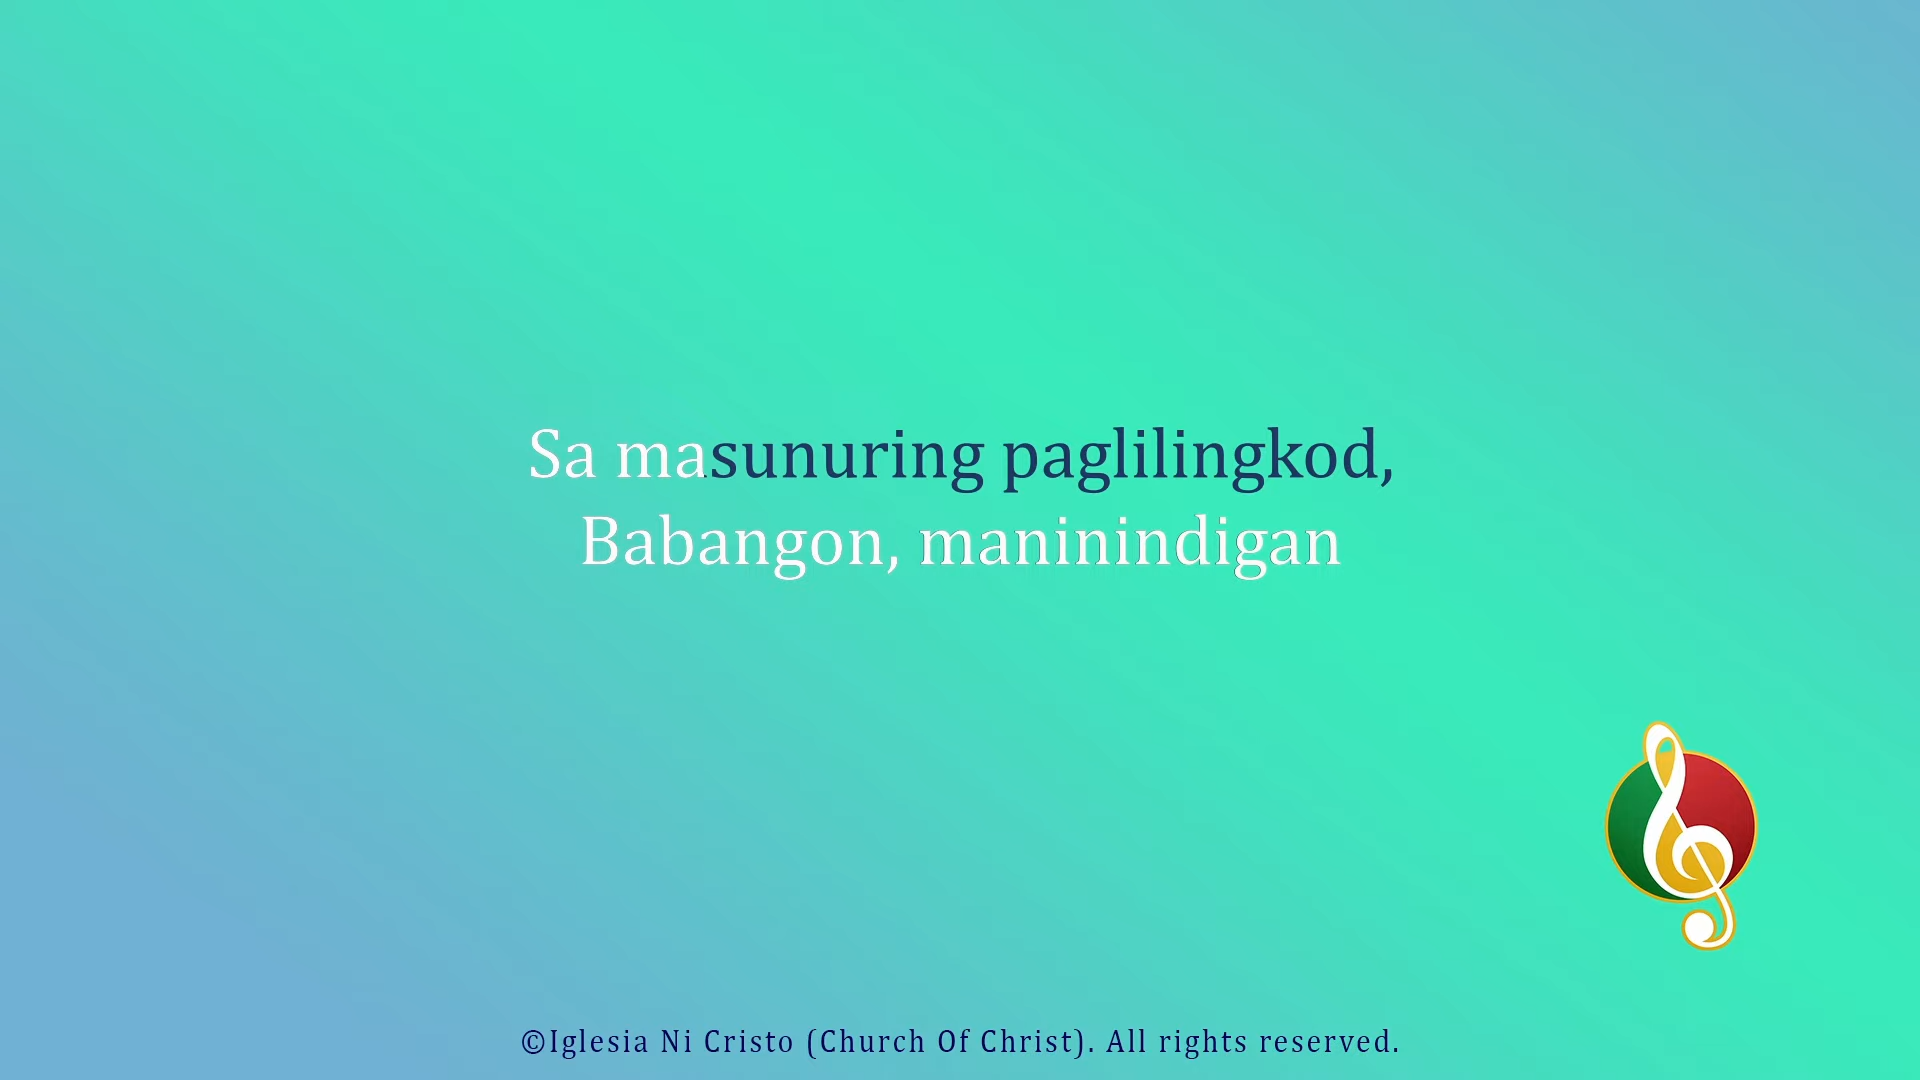 Sa masunuring paglilingkod,
Babangon, maninindigan
©Iglesia Ni Cristo (Church Of Christ). All rights reserved.